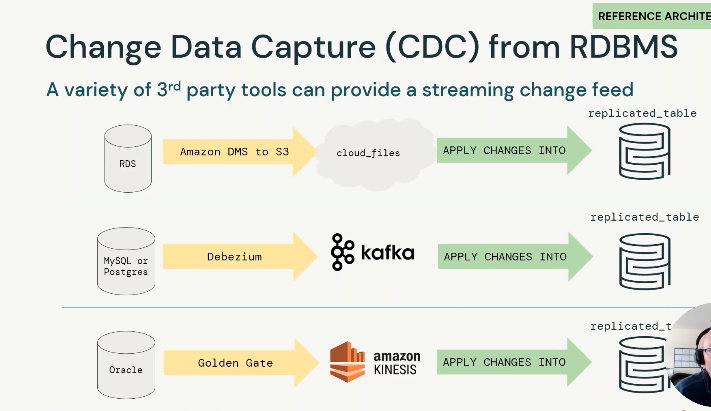 REFERENCE ARCHITE
Change Data Capture (CDC) from RDBMS
A variety of 3rd party tools can provide a streaming change feed
replicated_table
RDS
Amazon DMS to S3
cloud_files
APPLY CHANGES INTO
replicated_table
MySQL or
Postgres
Debezium
kafka
APPLY CHANGES INTO
replicated_t
Oracle
Golden Gate
amazon
KINESIS
APPLY CHANGES INTO